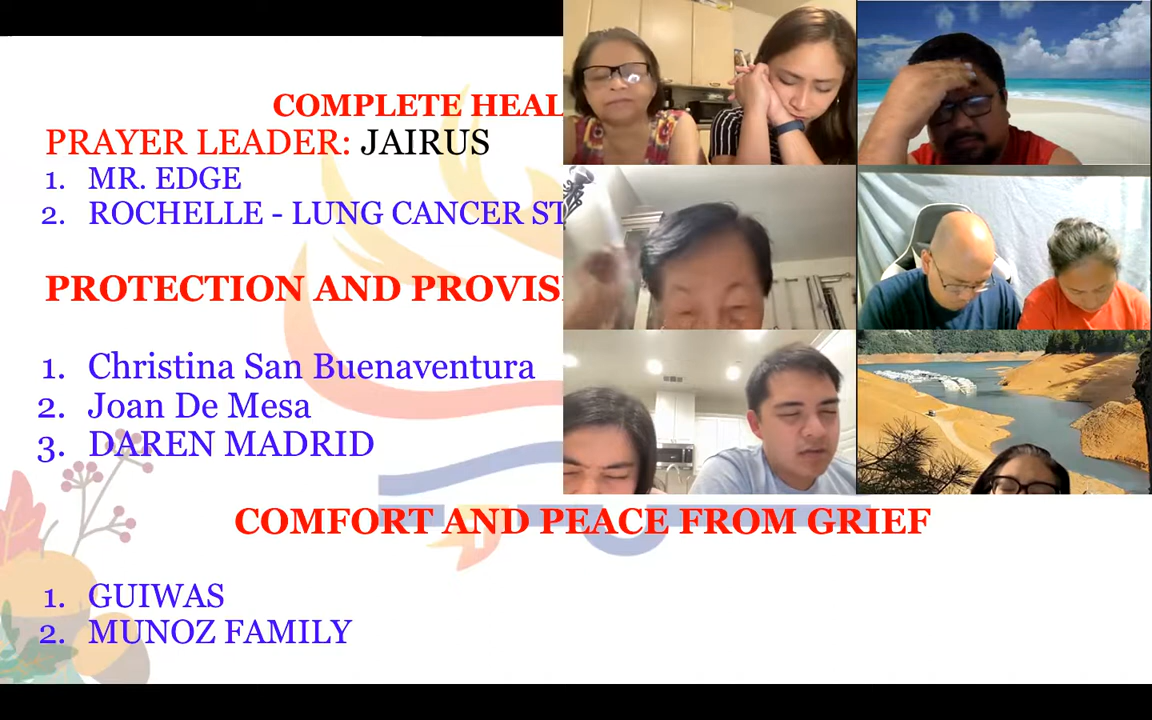 COMPLETE HEAL
PRAYER LEADER: JAIRUS
1. MR. EDGE
2. ROCHELLE - LUNG CANCER ST
PROTECTION AND PROVIS
1. Christina San Buenaventura
2. Joan De Mesa
3. DAREN MADRID
COMFORT AND PEACE FROM GRIEF
1. GUIWAS
2. MUNOZ FAMILY